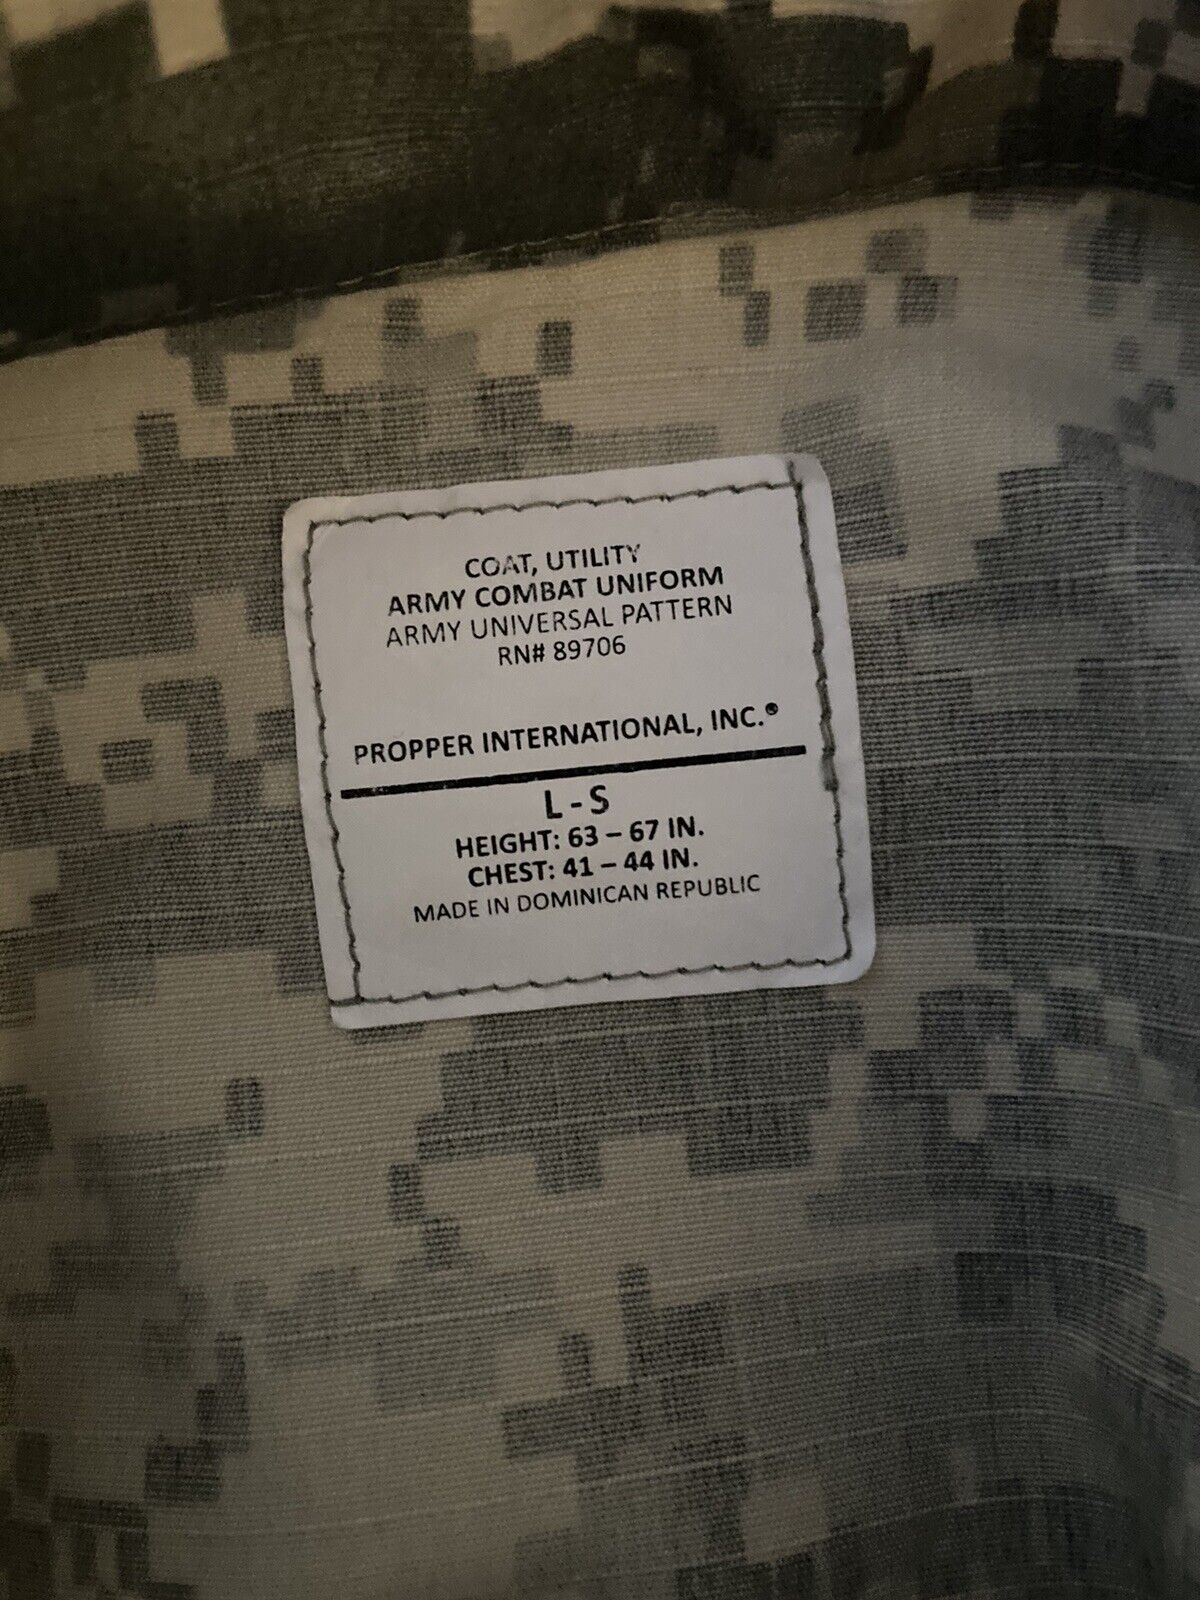 COAT, UTILITY
ARMY COMBAT UNIFORM
ARMY UNIVERSAL PATTERN
RN# 89706
PROPPER INTERNATIONAL, INC.®
L - S
HEIGHT: 63 – 67 IN.
CHEST: 41 – 44 IN.
MADE IN DOMINICAN REPUBLIC